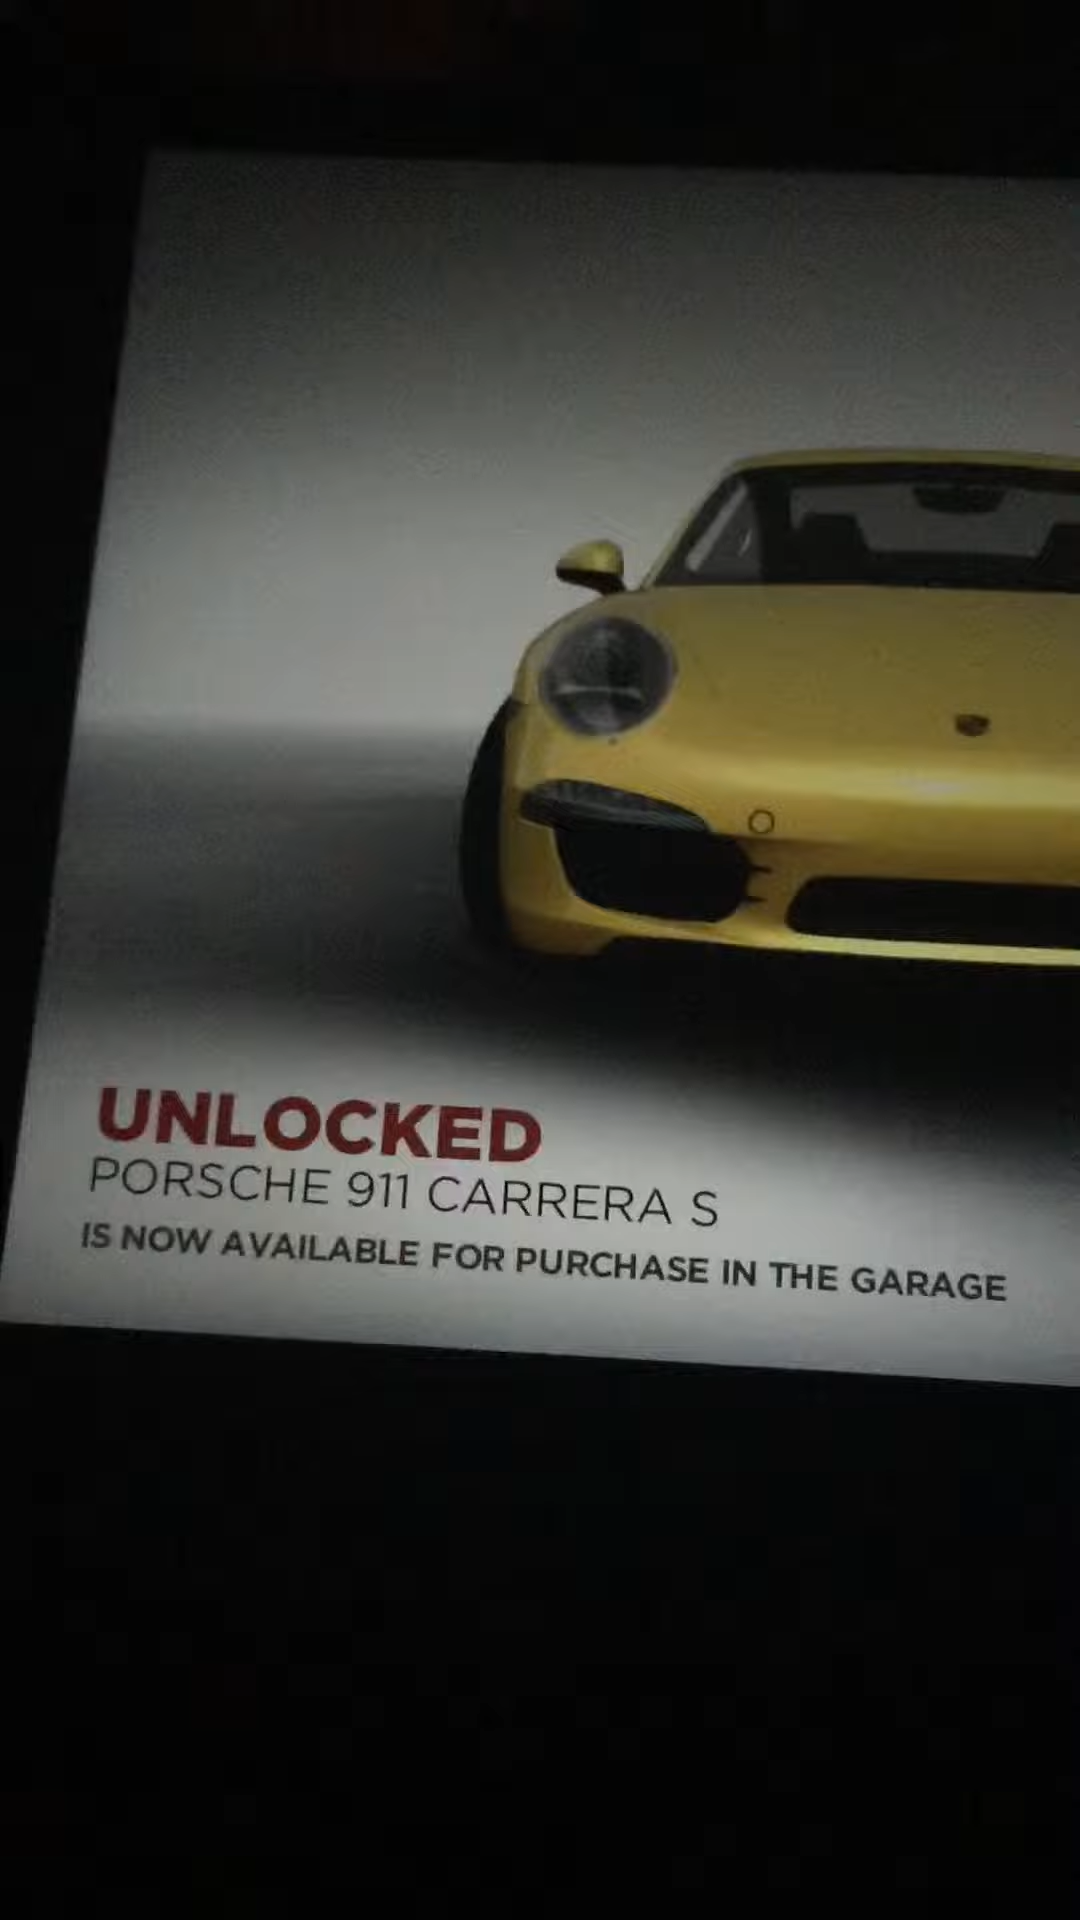 UNLOCKED
PORSCHE 911 CARRERA S
IS NOW AVAILABLE FOR PURCHASE IN THE GARAGE